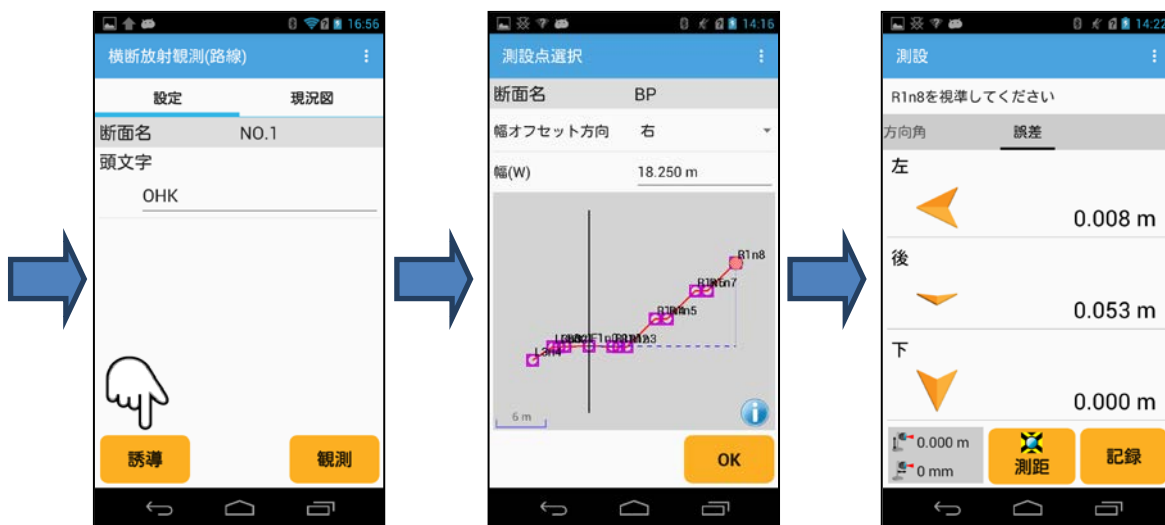 16:56
横断放射観測(路線)
設定 現況図
断面名 NO.1
頭文字
OHK
誘導 観測
14:16
測設点選択
断面名 BP
幅オフセット方向 右
幅(W) 18.250 m
R1n8
L3n4
6 m
OK
14:22
測設
R1n8を視準してください
方向角 誤差
左
0.008 m
後
0.053 m
下
0.000 m
0.000 m
0 mm
測距
記録